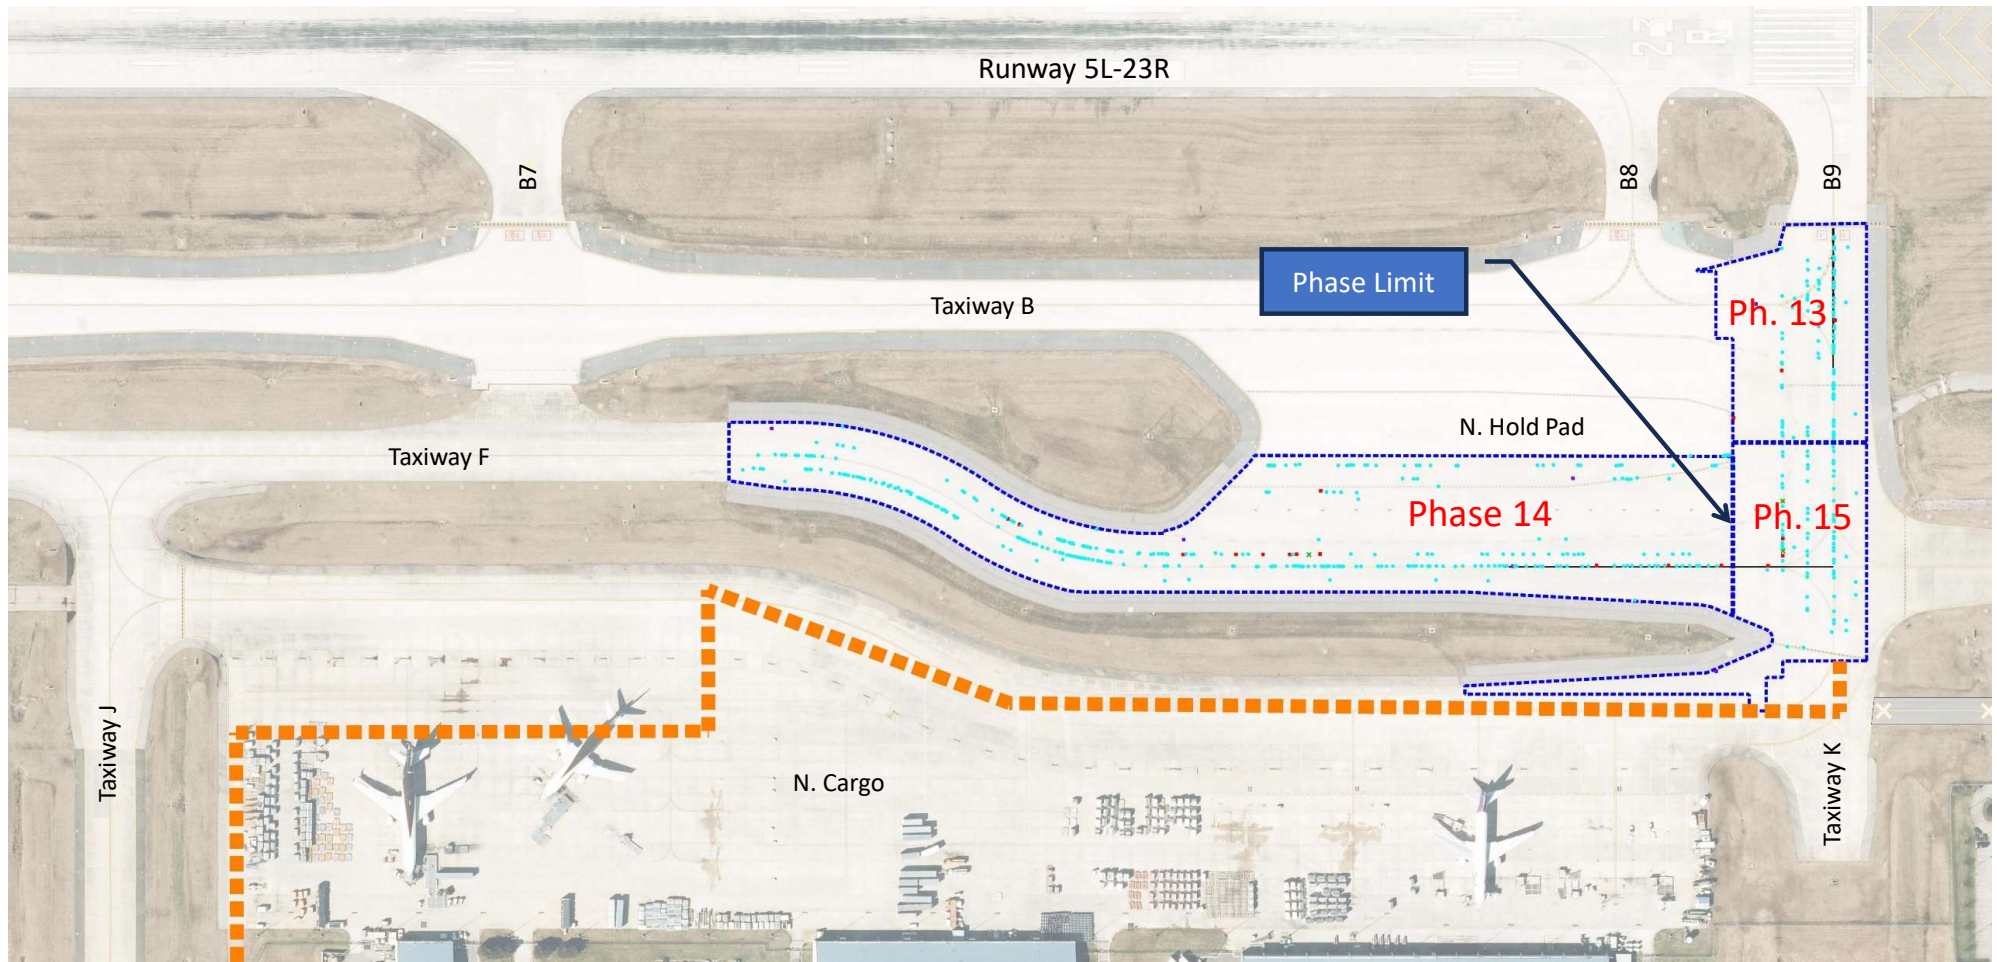 Runway 5L-23R
B7
B8
B9
Phase Limit
Ph. 13
Taxiway B
N. Hold Pad
Taxiway F
Phase 14
Ph. 15
Taxiway J
N. Cargo
Taxiway K